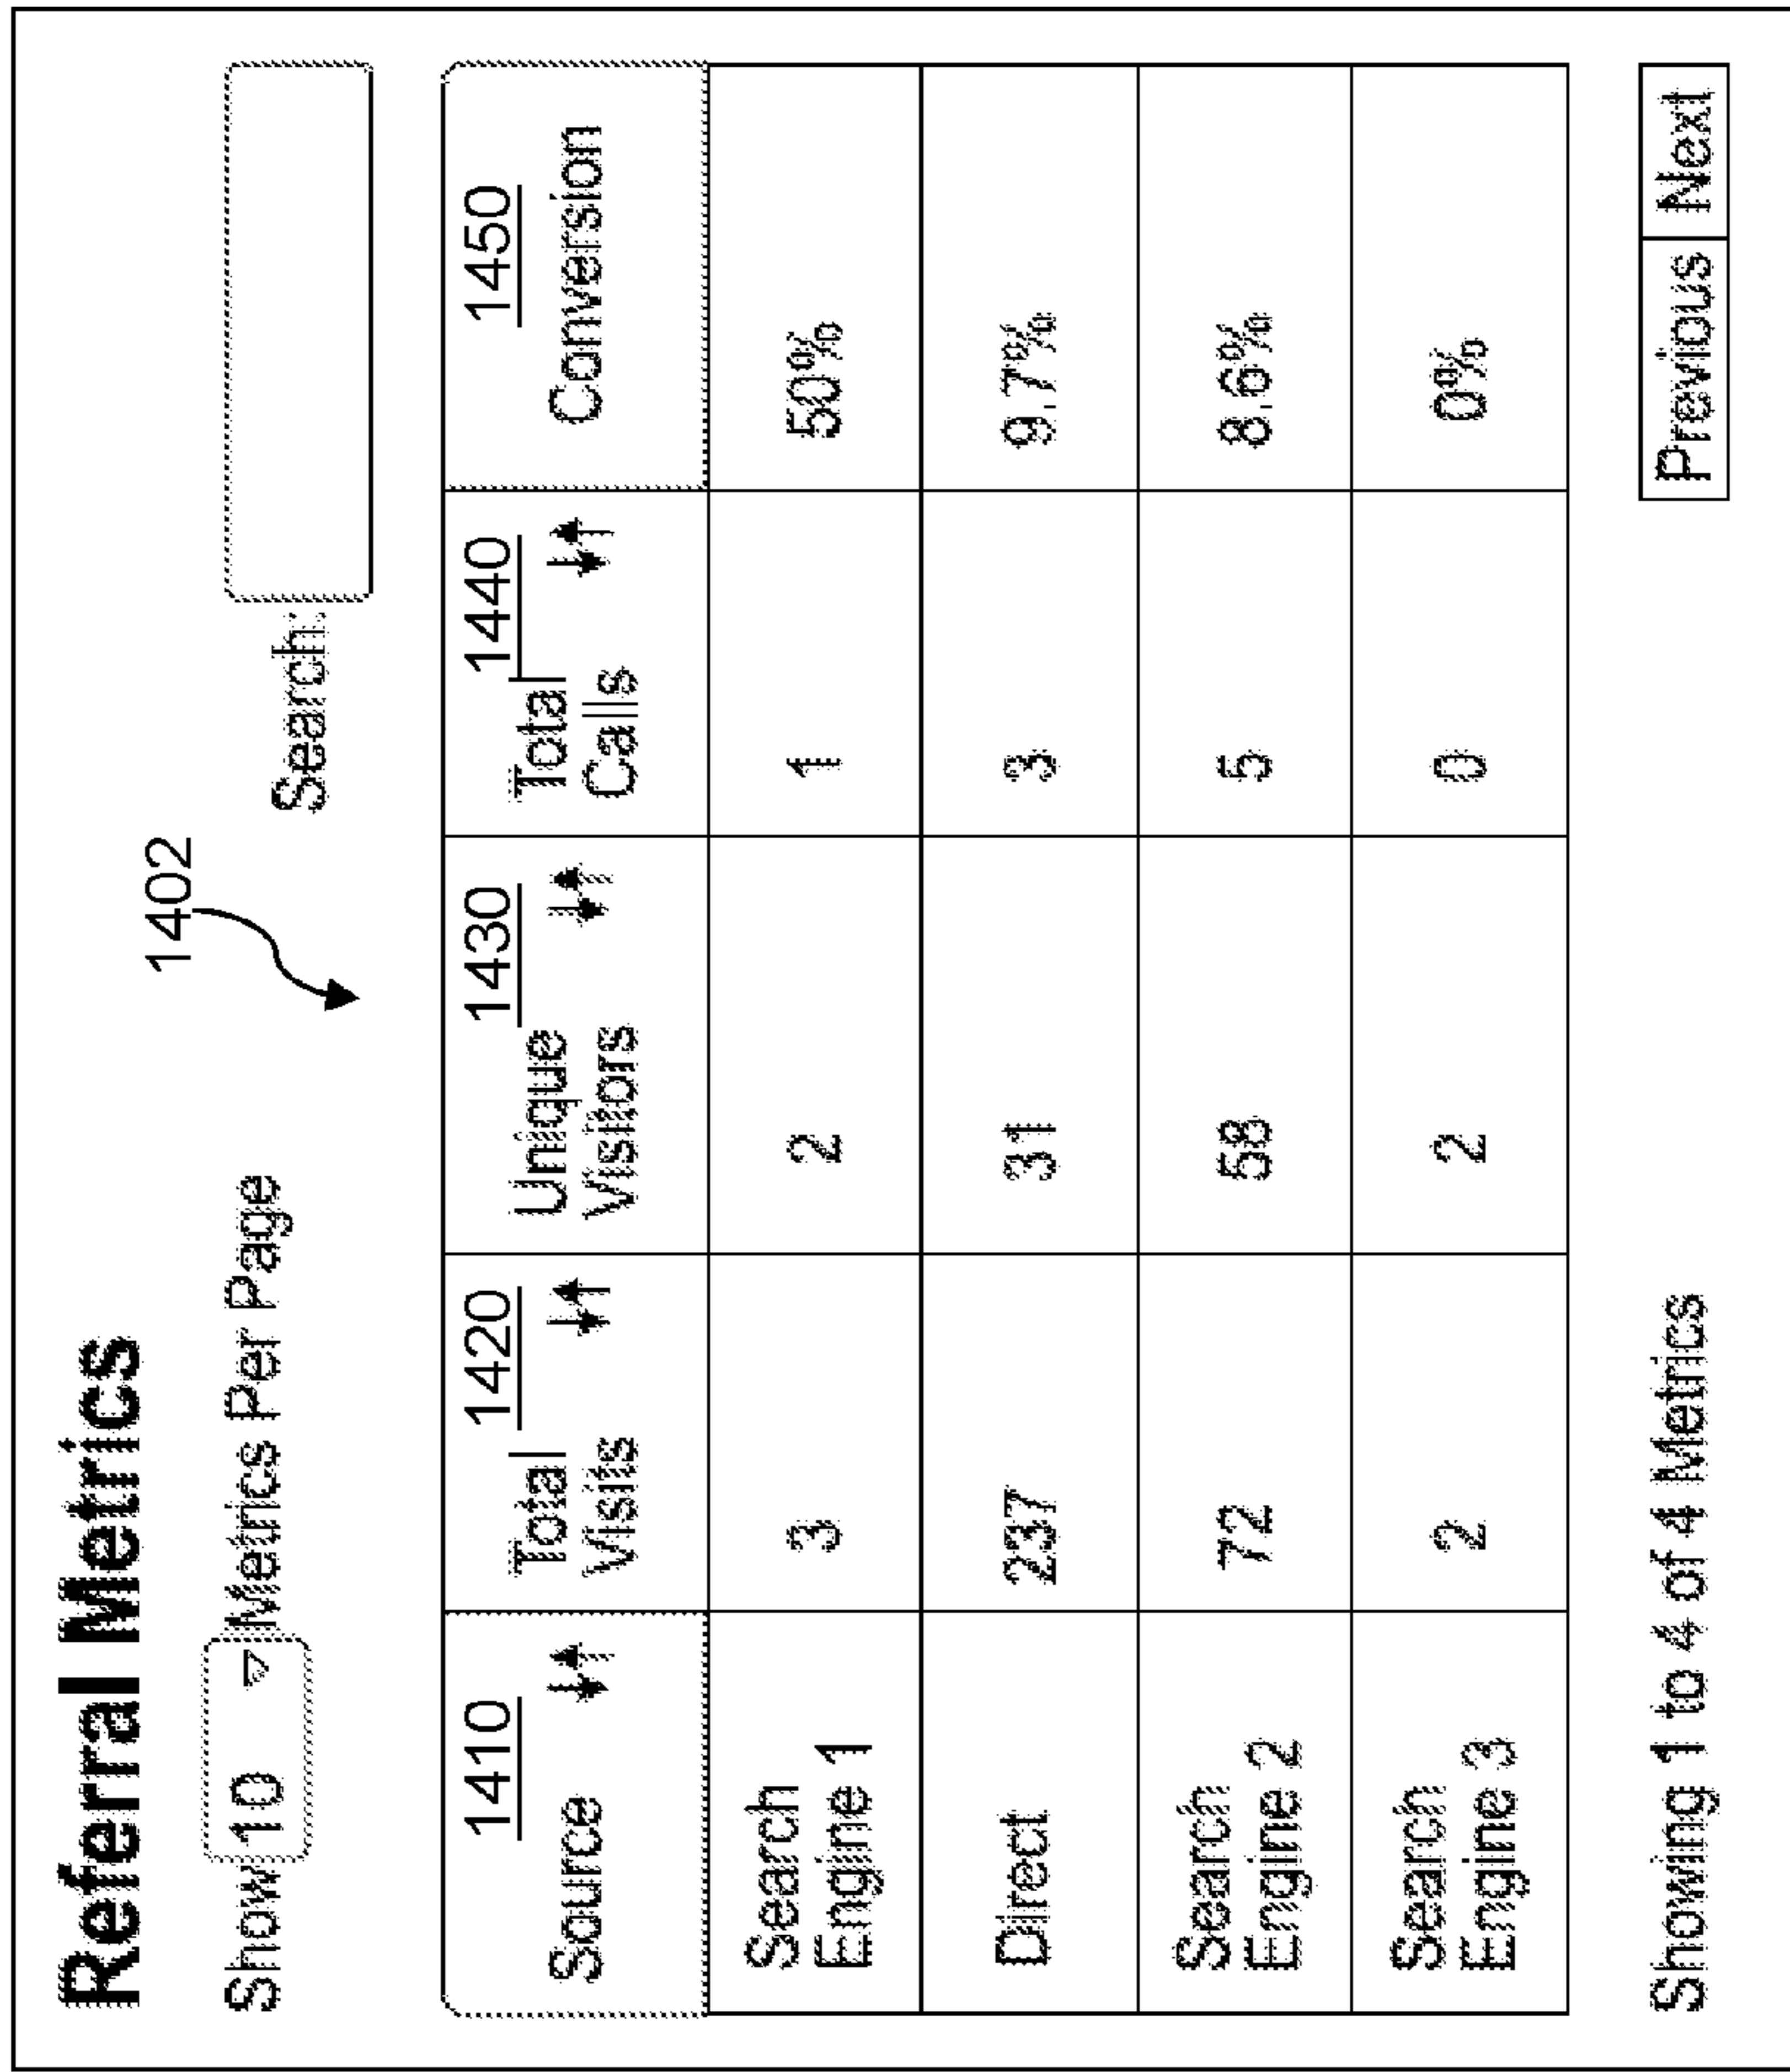 Referral Metrics
1402
Show 10 Metrics Per Page
Search:
1410 1420 1430 1440 1450
Source Total Visits Unique Visitors Total Calls Conversion
Search Engine 1 3 2 1 50%
Direct 237 31 3 9.7%
Search Engine 2 72 58 5 8.6%
Search Engine 3 2 2 0 0%
Showing 1 to 4 of 4 Metrics
Previous Next